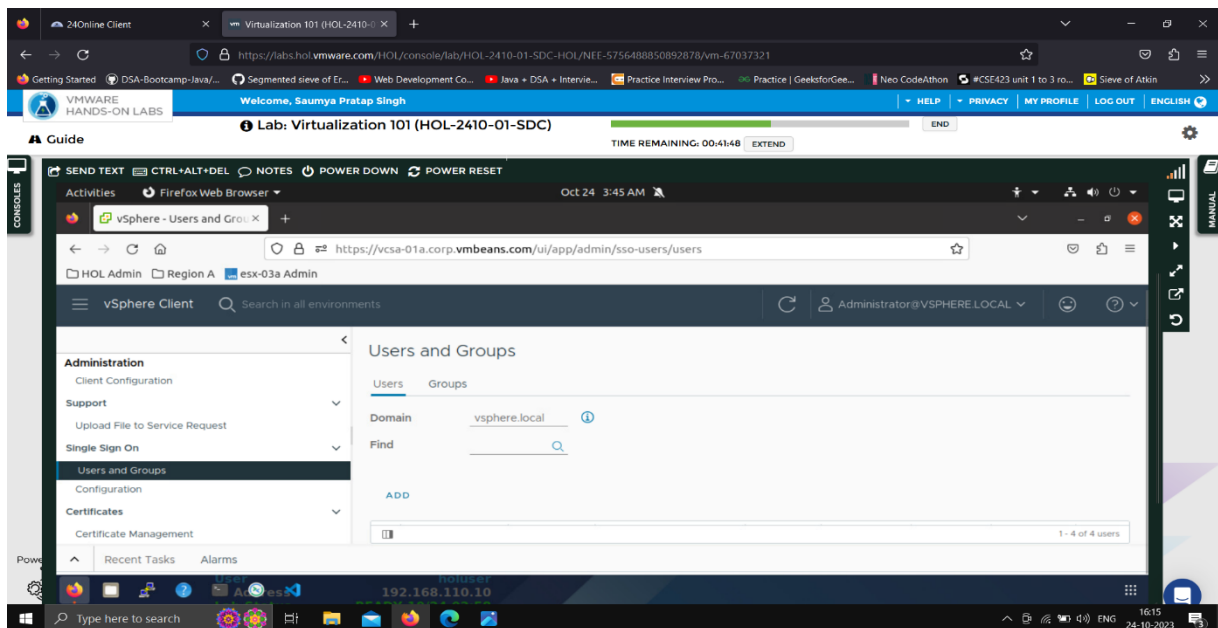 24Online Client
vm Virtualization 101 (HOL-2410-0
https://labs.hol.vmware.com/HOL/console/lab/HOL-2410-01-SDC-HOL/NEE-5756488850892878/vm-67037321
Getting Started DSA-Bootcamp-Java/... Segmented sieve of Er... Web Development Co... Java + DSA + Intervie... Practice Interview Pro... Practice | GeeksforGee... Neo CodeAthon #CSE423 unit 1 to 3 ro... Sieve of Atkin
VMWARE HANDS-ON LABS
Welcome, Saumya Pratap Singh
HELP PRIVACY MY PROFILE LOG OUT ENGLISH
Guide
Lab: Virtualization 101 (HOL-2410-01-SDC)
TIME REMAINING: 00:41:48 EXTEND
END
CONSOLES
MANUAL
SEND TEXT CTRL+ALT+DEL NOTES POWER DOWN POWER RESET
Activities Firefox Web Browser Oct 24 3:45 AM
vSphere - Users and Grou
https://vcsa-01a.corp.vmbeans.com/ui/app/admin/sso-users/users
HOL Admin Region A esx-03a Admin
vSphere Client Search in all environments Administrator@VSPHERE.LOCAL
Administration
Client Configuration
Support
Upload File to Service Request
Single Sign On
Users and Groups
Configuration
Certificates
Certificate Management
Users and Groups
Users Groups
Domain vsphere.local
Find
ADD
1 - 4 of 4 users
Recent Tasks Alarms
Powe
User holuser
192.168.110.10
Type here to search
ENG
16:15
24-10-2023